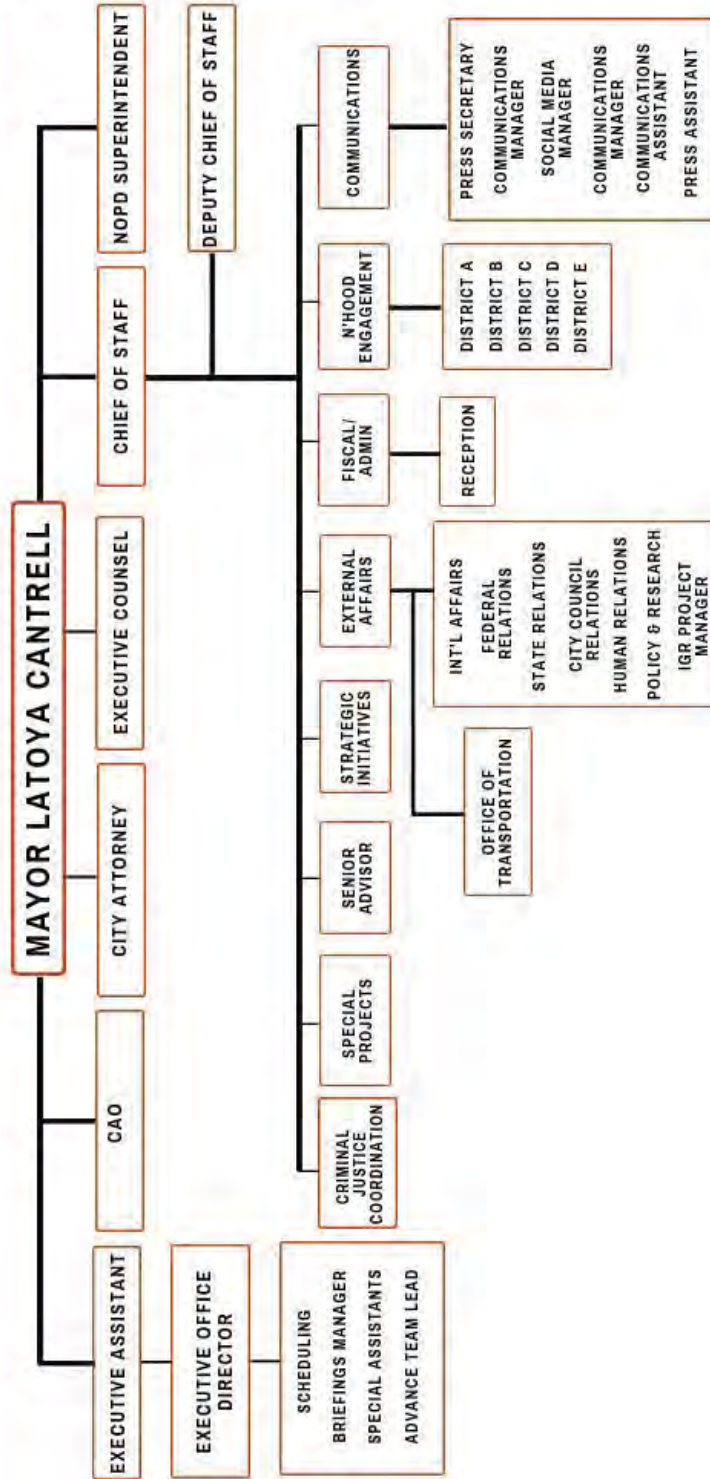 MAYOR LATOYA CANTRELL
EXECUTIVE ASSISTANT
CAO
CITY ATTORNEY
EXECUTIVE COUNSEL
CHIEF OF STAFF
NOPD SUPERINTENDENT
EXECUTIVE OFFICE
DIRECTOR
DEPUTY CHIEF OF STAFF
SCHEDULING
BRIEFINGS MANAGER
SPECIAL ASSISTANTS
ADVANCE TEAM LEAD
CRIMINAL
JUSTICE
COORDINATION
SPECIAL
PROJECTS
SENIOR
ADVISOR
STRATEGIC
INITIATIVES
EXTERNAL
AFFAIRS
FISCAL/
ADMIN
N'HOOD
ENGAGEMENT
COMMUNICATIONS
OFFICE OF
TRANSPORTATION
INT'L AFFAIRS
FEDERAL
RELATIONS
STATE RELATIONS
CITY COUNCIL
RELATIONS
HUMAN RELATIONS
POLICY & RESEARCH
IGR PROJECT
MANAGER
RECEPTION
DISTRICT A
DISTRICT B
DISTRICT C
DISTRICT D
DISTRICT E
PRESS SECRETARY
COMMUNICATIONS
MANAGER
SOCIAL MEDIA
MANAGER
COMMUNICATIONS
MANAGER
COMMUNICATIONS
ASSISTANT
PRESS ASSISTANT